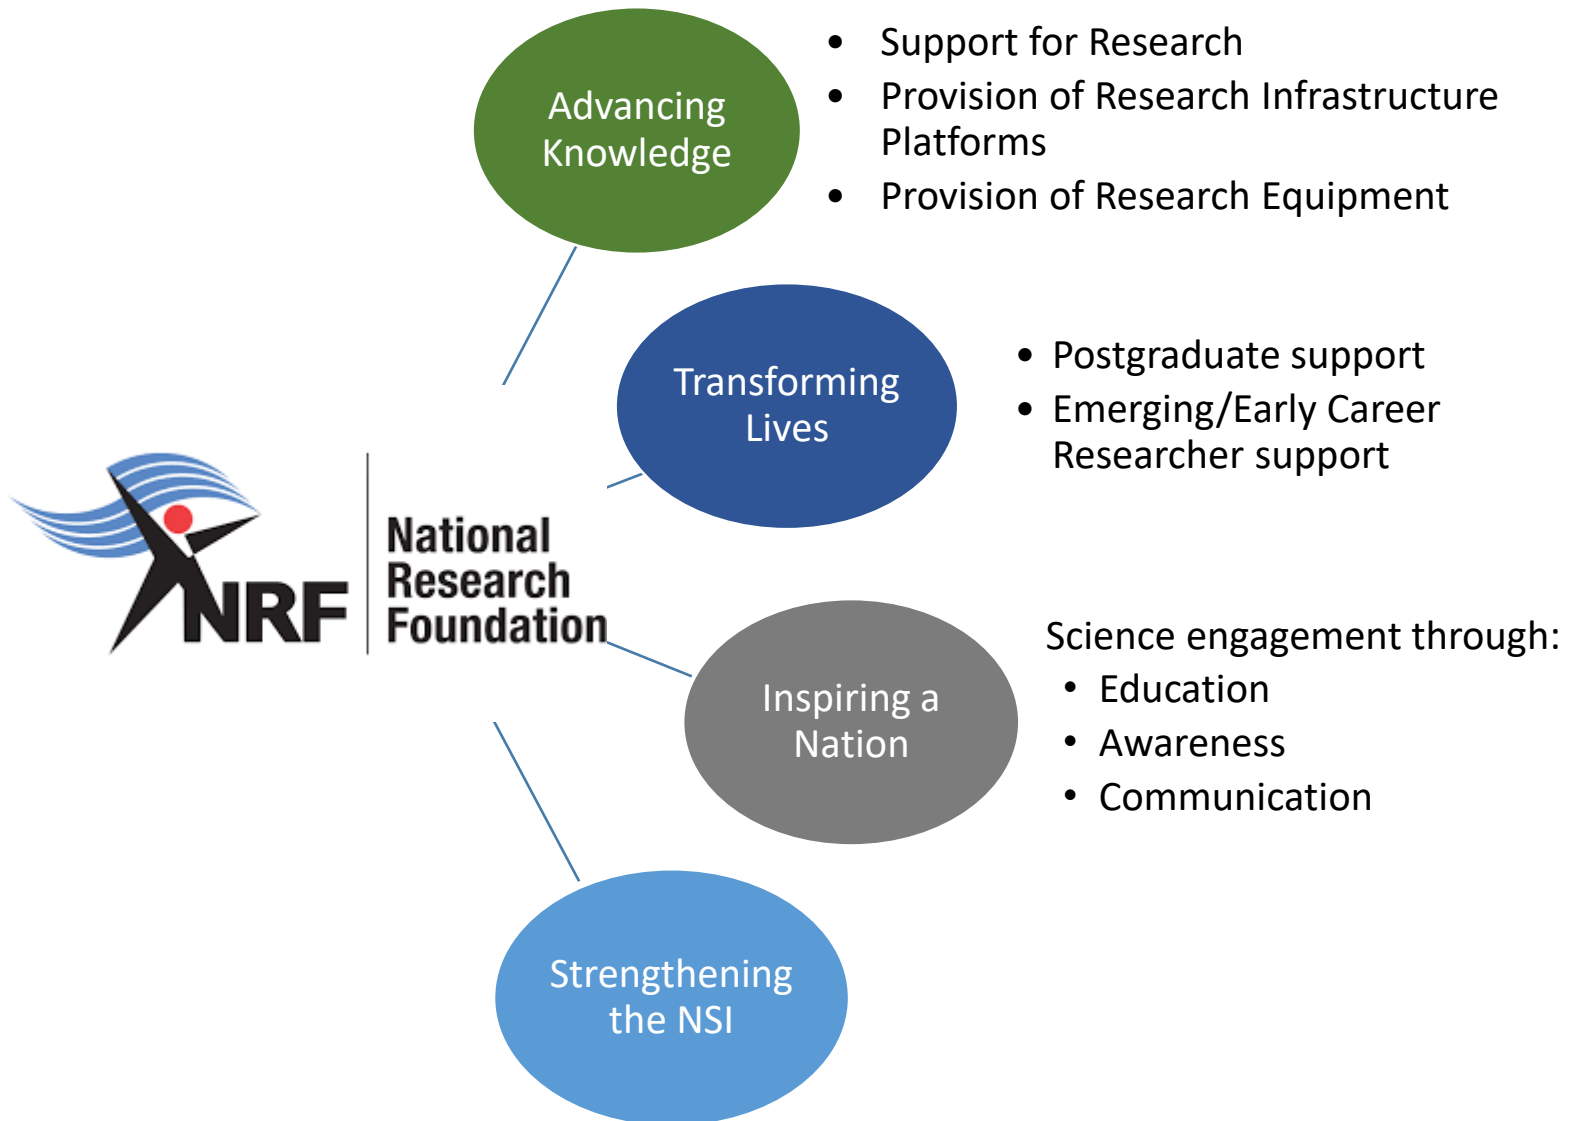 Advancing
Knowledge
• Support for Research
• Provision of Research Infrastructure
Platforms
• Provision of Research Equipment
Transforming
Lives
• Postgraduate support
• Emerging/Early Career
Researcher support
NRF
National
Research
Foundation
Inspiring a
Nation
Science engagement through:
• Education
• Awareness
• Communication
Strengthening
the NSI